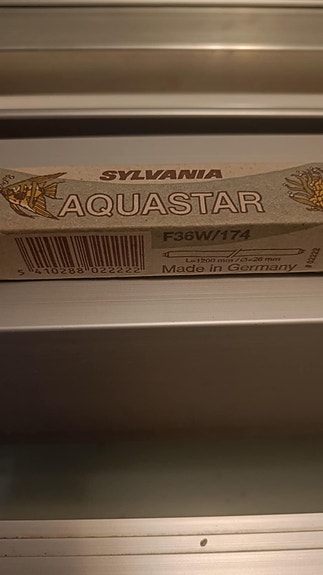 SYLVANIA
AQUASTAR
F36W/174
L=1200 mm / Ø=26 mm
5 410288 022222
Made in Germany